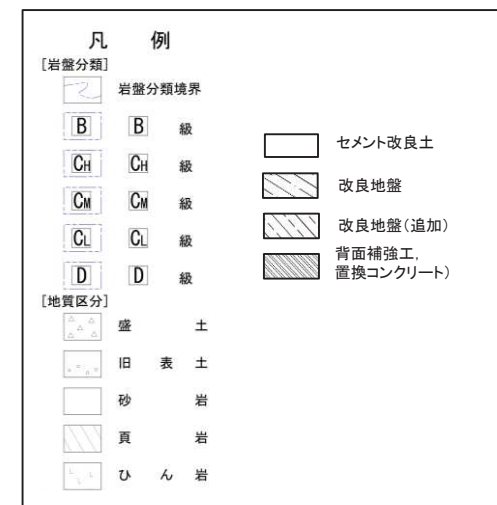 凡 例
[岩盤分類]
岩盤分類境界
B B 級
CH CH 級
CM CM 級
CL CL 級
D D 級
[地質区分]
盛 土
旧 表 土
砂 岩
頁 岩
ひ ん 岩
セメント改良土
改良地盤
改良地盤(追加)
背面補強工,
置換コンクリート)